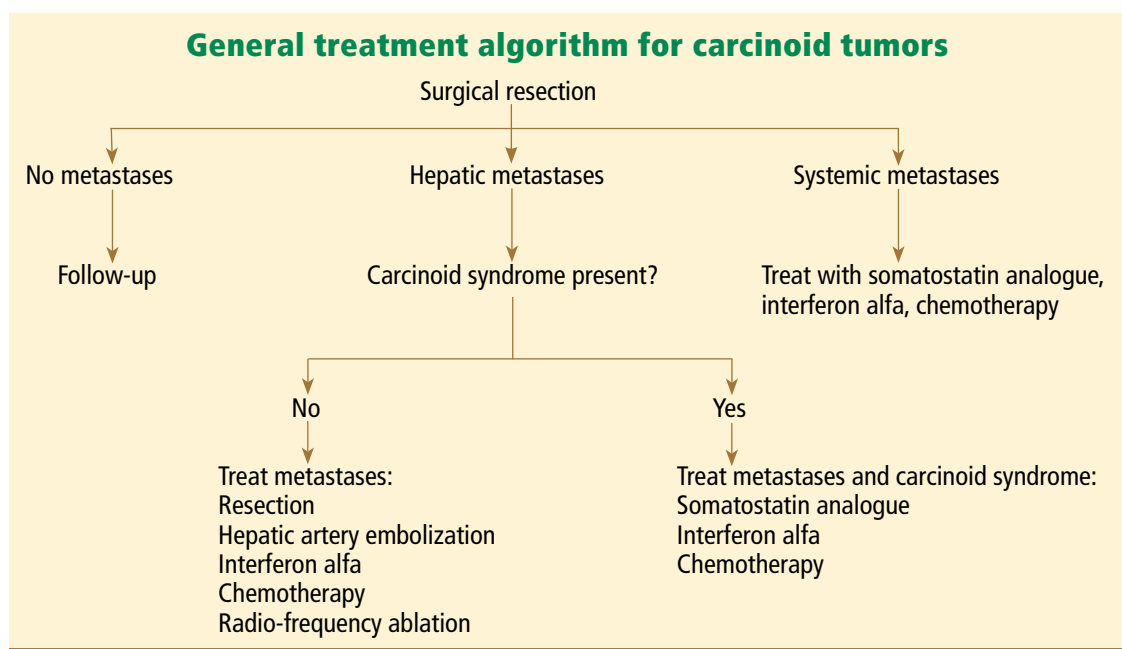 General treatment algorithm for carcinoid tumors
Surgical resection
No metastases
Hepatic metastases
Systemic metastases
Follow-up
Carcinoid syndrome present?
Treat with somatostatin analogue,
interferon alfa, chemotherapy
No
Yes
Treat metastases:
Resection
Hepatic artery embolization
Interferon alfa
Chemotherapy
Radio-frequency ablation
Treat metastases and carcinoid syndrome:
Somatostatin analogue
Interferon alfa
Chemotherapy